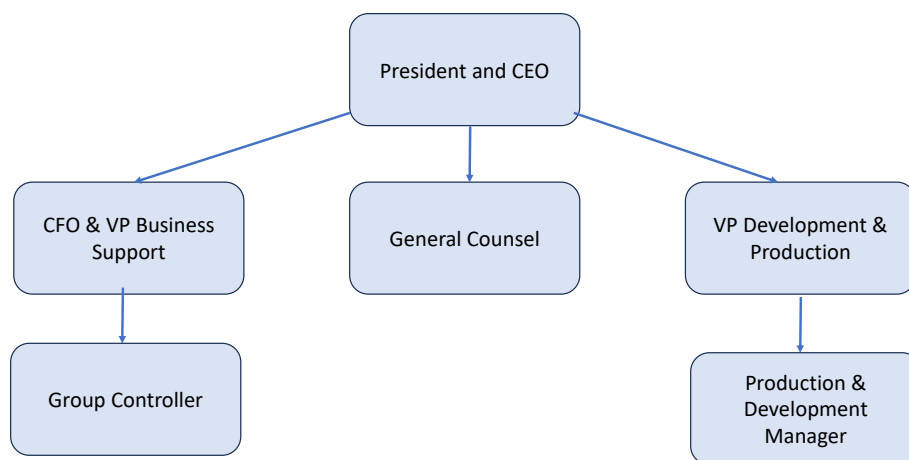 President and CEO
CFO & VP Business
Support
General Counsel
VP Development &
Production
Group Controller
Production &
Development
Manager